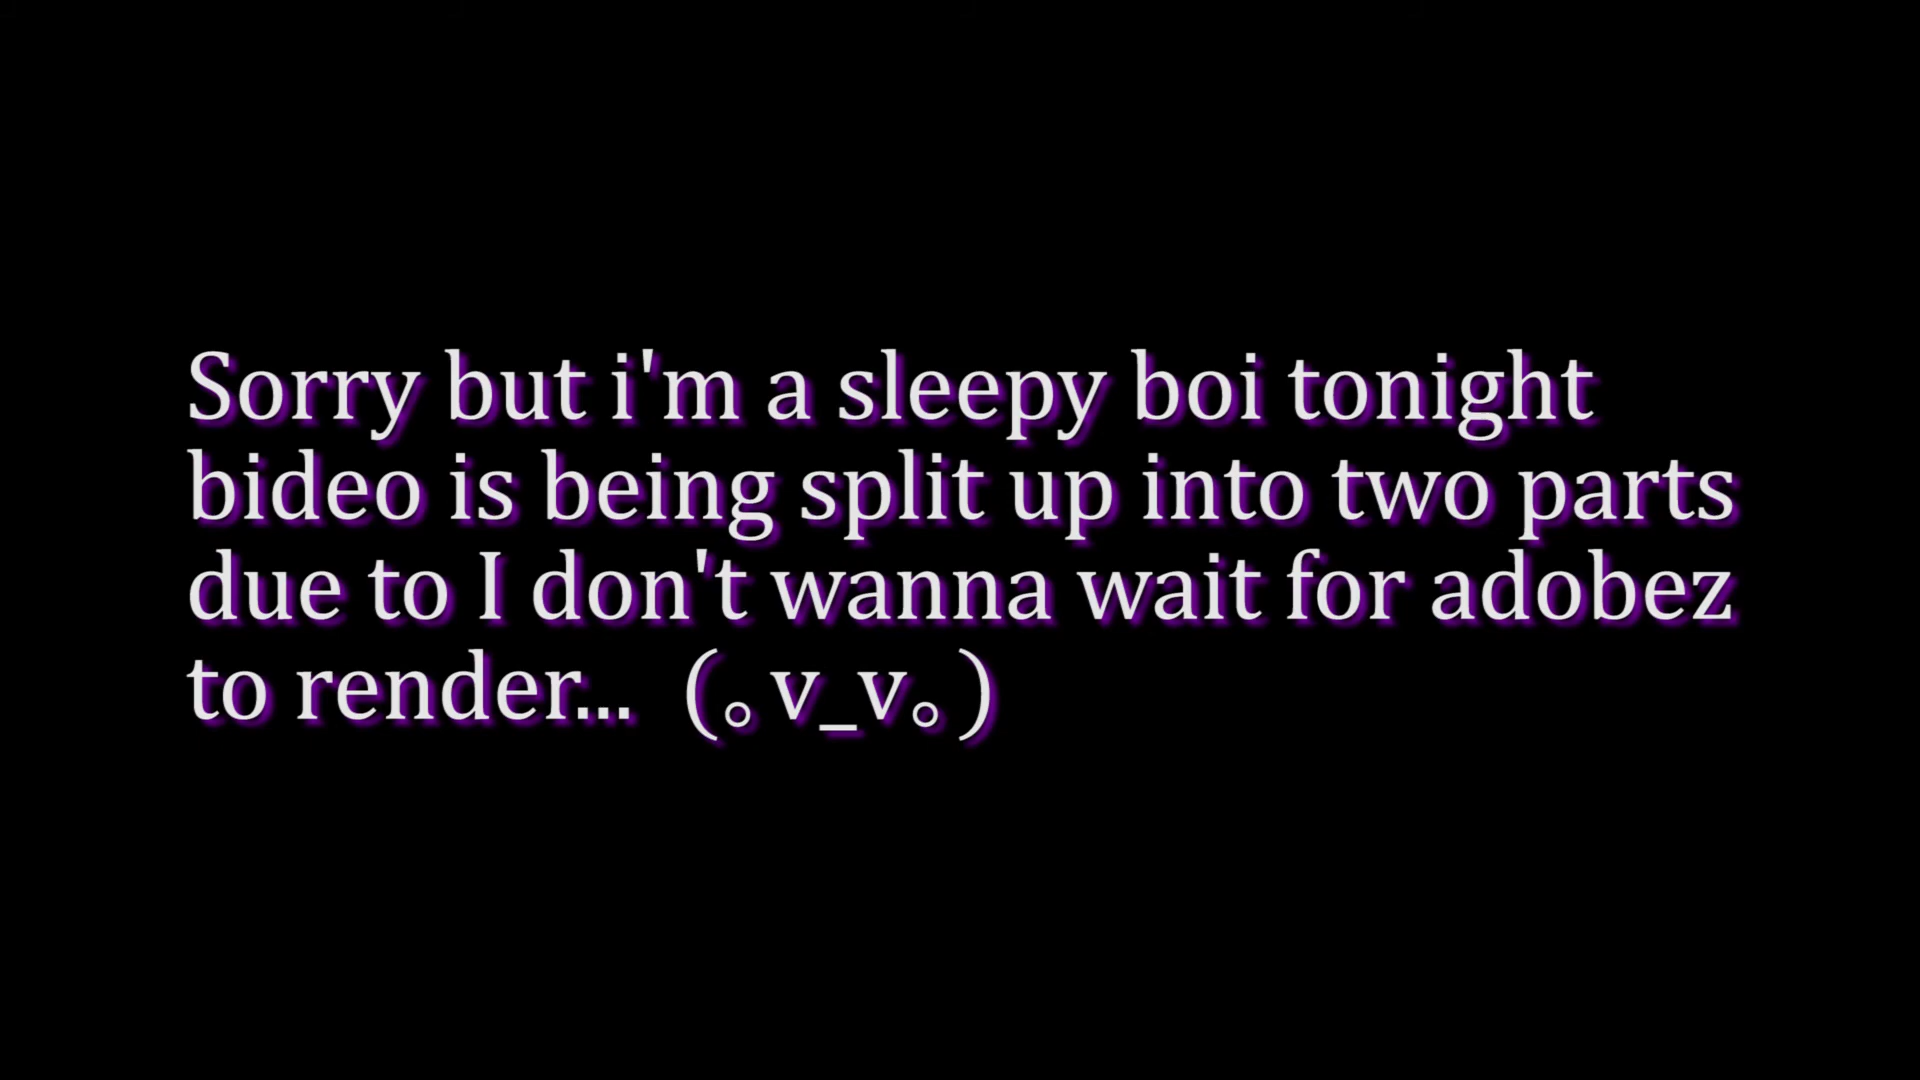 Sorry but i'm a sleepy boi tonight
bideo is being split up into two parts
due to I don't wanna wait for adobez
to render... (｡v_v｡)